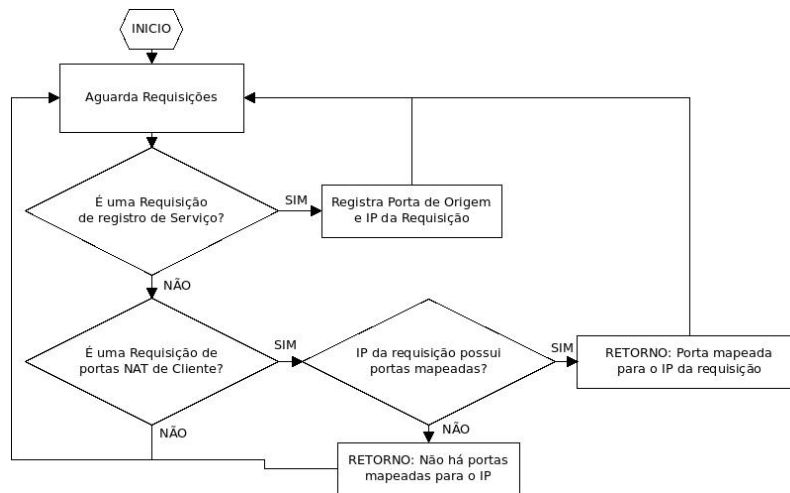 INICIO
Aguarda Requisições
É uma Requisição
de registro de Serviço?
SIM
Registra Porta de Origem
e IP da Requisição
NÃO
É uma Requisição de
portas NAT de Cliente?
SIM
IP da requisição possui
portas mapeadas?
SIM
RETORNO: Porta mapeada
para o IP da requisição
NÃO
NÃO
RETORNO: Não há portas
mapeadas para o IP